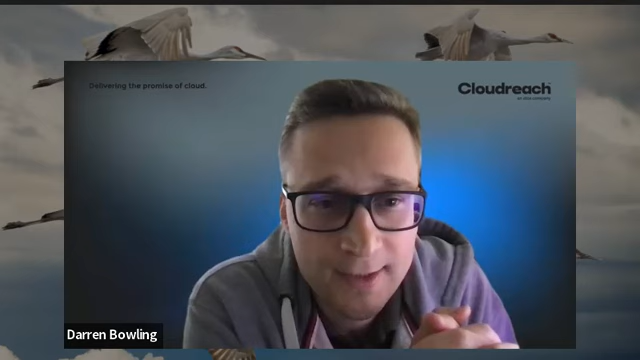 Delivering the promise of cloud.
Cloudreach
Darren Bowling